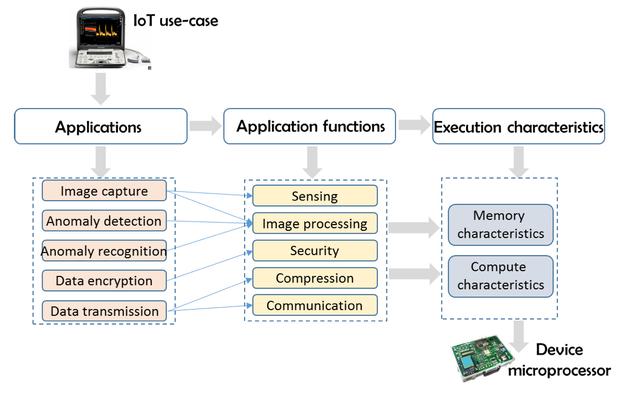 IoT use-case
Applications
Application functions
Execution characteristics
Image capture
Anomaly detection
Anomaly recognition
Data encryption
Data transmission
Sensing
Image processing
Security
Compression
Communication
Memory
characteristics
Compute
characteristics
Device
microprocessor